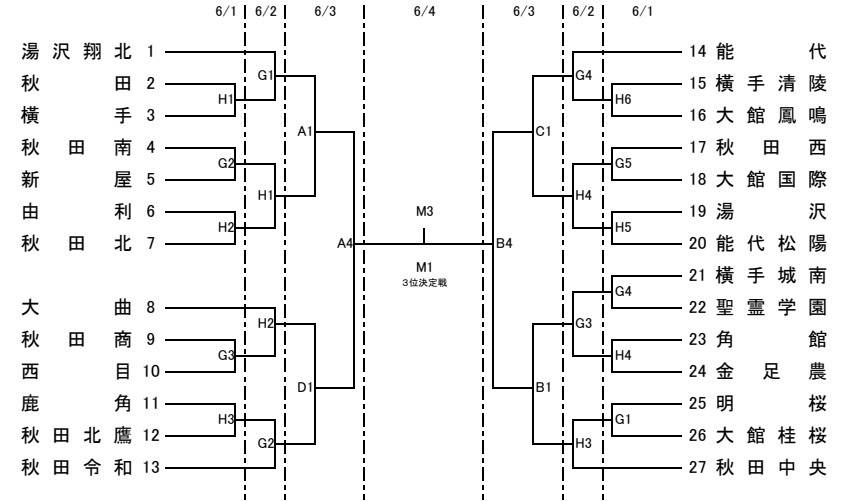 6/1 6/2 6/3 6/4 6/3 6/2 6/1
湯沢翔北 1
秋田 2
横手 3
秋田南 4
新屋 5
由利 6
秋田北 7
大曲 8
秋田商 9
西目 10
鹿角 11
秋田北鷹 12
秋田令和 13
G1
H1
A1
G2
H1
H2
A4
H2
G3
D1
H3
G2
M3
M1
3位決定戦
G4
H6
C1
G5
H4
H5
B4
G4
G3
H4
B1
G1
H3
14 能代
15 横手清陵
16 大館鳳鳴
17 秋田西
18 大館国際
19 湯沢
20 能代松陽
21 横手城南
22 聖霊学園
23 角館
24 金足農
25 明桜
26 大館桂桜
27 秋田中央